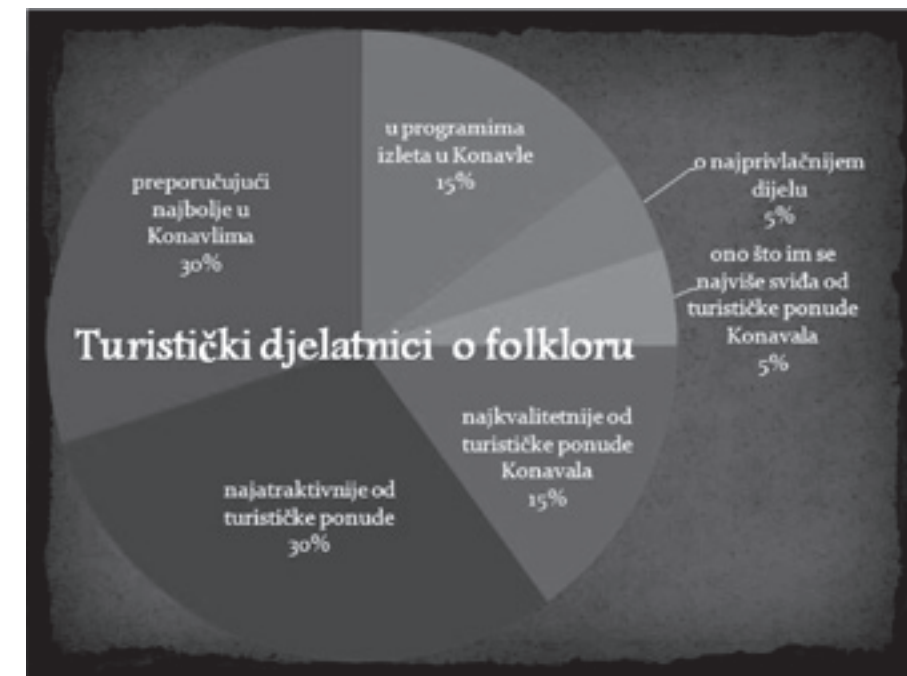 u programima
izleta u Konavle
15%
o najprivlačnijem
dijelu
5%
ono što im se
najviše sviđa od
turističke ponude
Konavala
5%
preporučujući
najbolje u
Konavlima
30%
Turistički djelatnici o folkloru
najkvalitetnije od
turističke ponude
Konavala
15%
najatraktivnije od
turističke ponude
30%